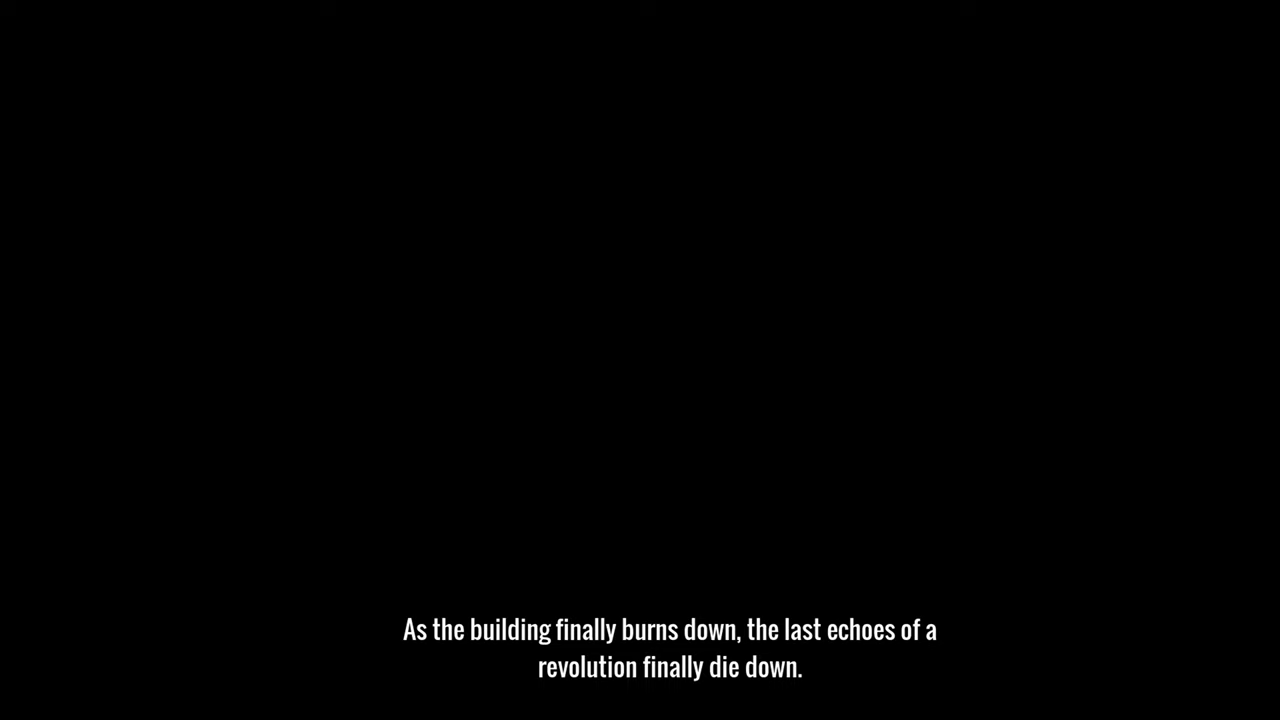 As the building finally burns down, the last echoes of a
revolution finally die down.